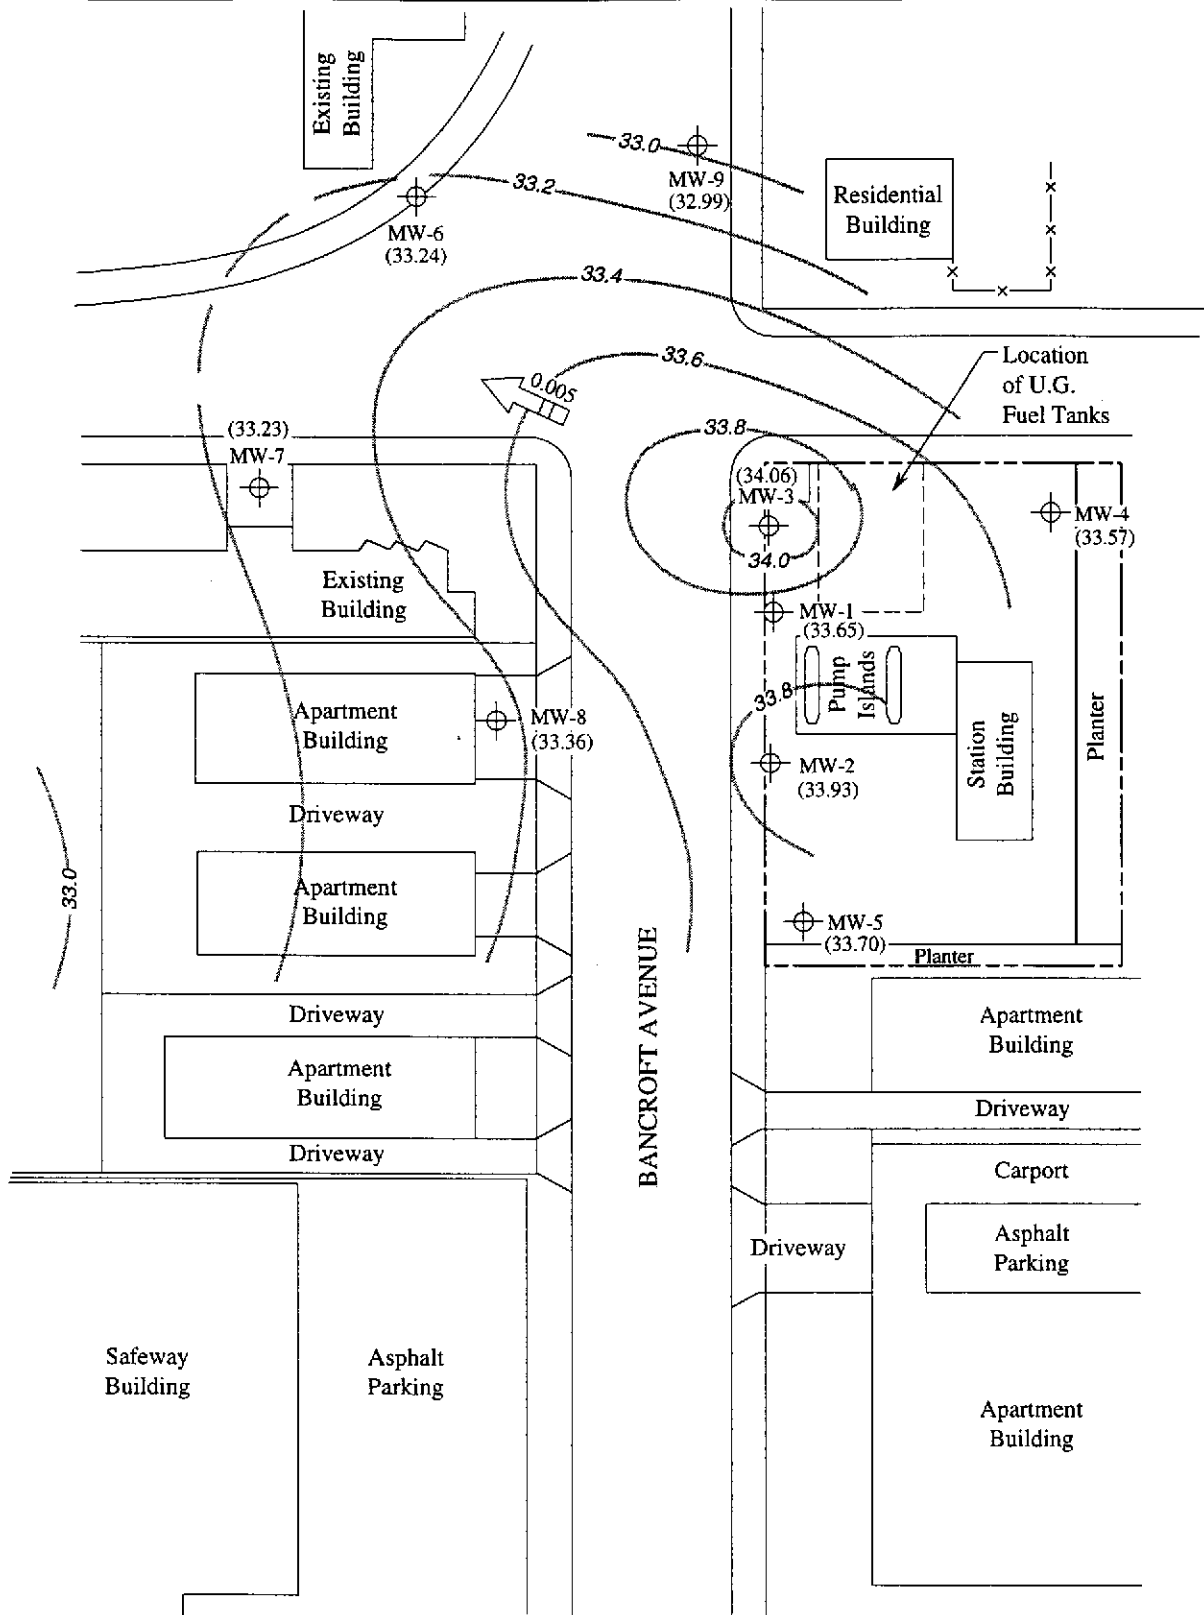 Existing
Building
33.0
MW-9
(32.99)
33.2
Residential
Building
MW-6
(33.24)
33.4
33.6
Location
of U.G.
Fuel Tanks
0.005
33.8
(33.23)
MW-7
(34.06)
MW-3
34.0
MW-4
(33.57)
Existing
Building
MW-1
(33.65)
Pump
Islands
33.8
Apartment
Building
MW-8
(33.36)
MW-2
(33.93)
Station
Building
Planter
Driveway
33.0
Apartment
Building
MW-5
(33.70)
Planter
BANCROFT AVENUE
Driveway
Apartment
Building
Apartment
Building
Driveway
Driveway
Carport
Driveway
Asphalt
Parking
Safeway
Building
Asphalt
Parking
Apartment
Building